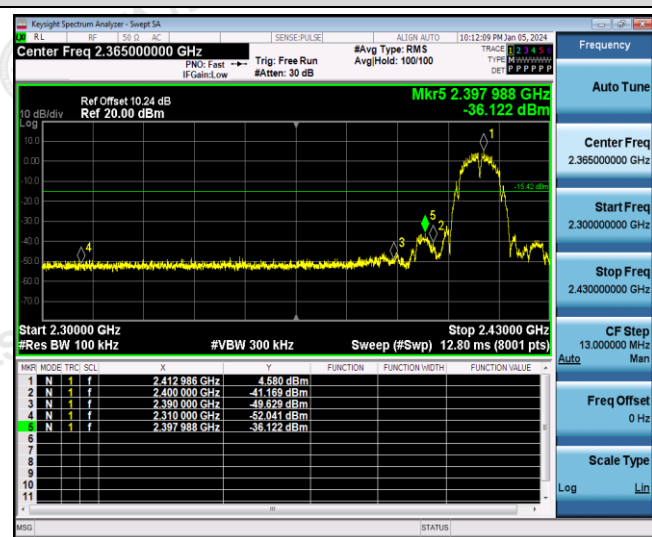 Keysight Spectrum Analyzer - Swept SA
RL RF 50 Ω AC SENSE:PULSE ALIGN AUTO 10:12:09 PM Jan 05, 2024
Center Freq 2.365000000 GHz #Avg Type: RMS TRACE 1 2 3 4 5 6
PNO: Fast Trig: Free Run Avg|Hold: 100/100 TYPE M WWWWW
IFGain:Low #Atten: 30 dB DET P P P P P P
Frequency
Auto Tune
Mkr5 2.397 988 GHz
Ref Offset 10.24 dB
10 dB/div Ref 20.00 dBm -36.122 dBm
Log
10.0
0.00
-10.0
-20.0
-30.0
-40.0
-50.0
-60.0
-70.0
1
-15.42 dBm
5
2
3
4
Start 2.30000 GHz Stop 2.43000 GHz
#Res BW 100 kHz #VBW 300 kHz Sweep (#Swp) 12.80 ms (8001 pts)
MKR MODE TRC SCL X Y FUNCTION FUNCTION WIDTH FUNCTION VALUE
1 N 1 f 2.412 986 GHz 4.580 dBm
2 N 1 f 2.400 000 GHz -41.169 dBm
3 N 1 f 2.390 000 GHz -49.629 dBm
4 N 1 f 2.310 000 GHz -52.041 dBm
5 N 1 f 2.397 988 GHz -36.122 dBm
6
7
8
9
10
11
Center Freq
2.365000000 GHz
Start Freq
2.300000000 GHz
Stop Freq
2.430000000 GHz
CF Step
13.000000 MHz
Auto Man
Freq Offset
0 Hz
Scale Type
Log Lin
MSG STATUS